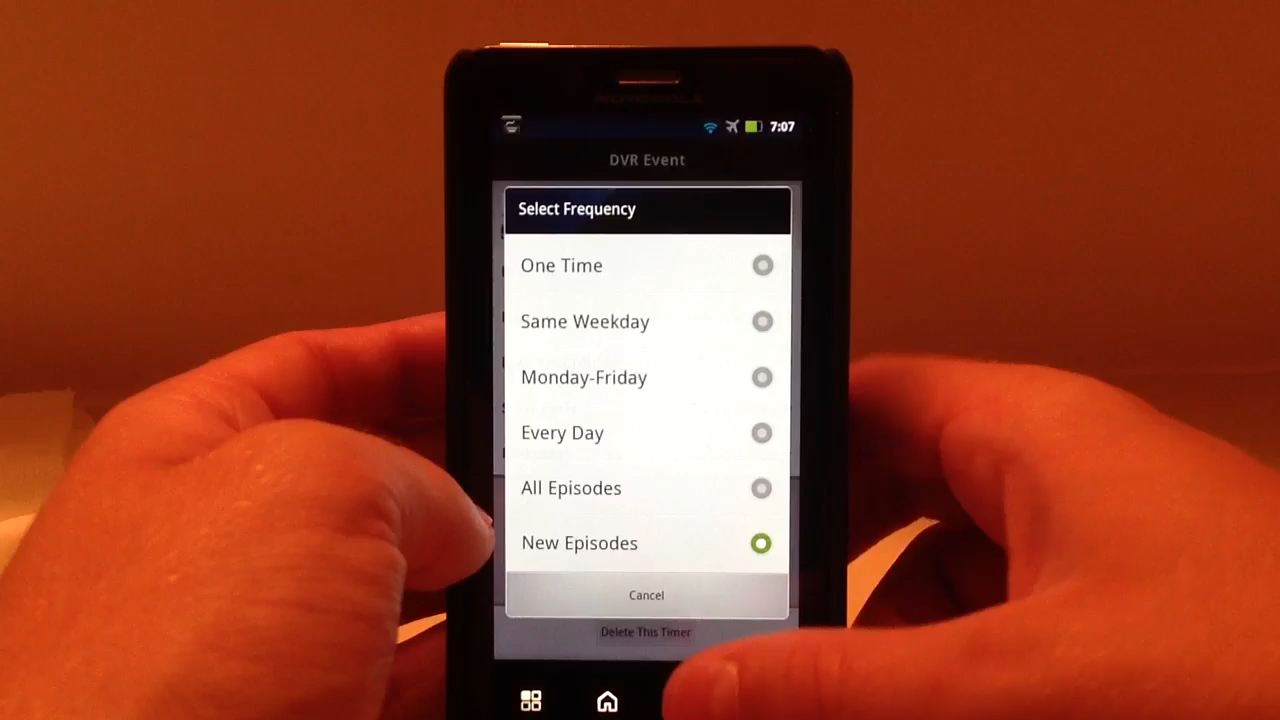 MOTOROLA
7:07
DVR Event
Select Frequency
One Time
Same Weekday
Monday-Friday
Every Day
All Episodes
New Episodes
Cancel
Delete This Timer